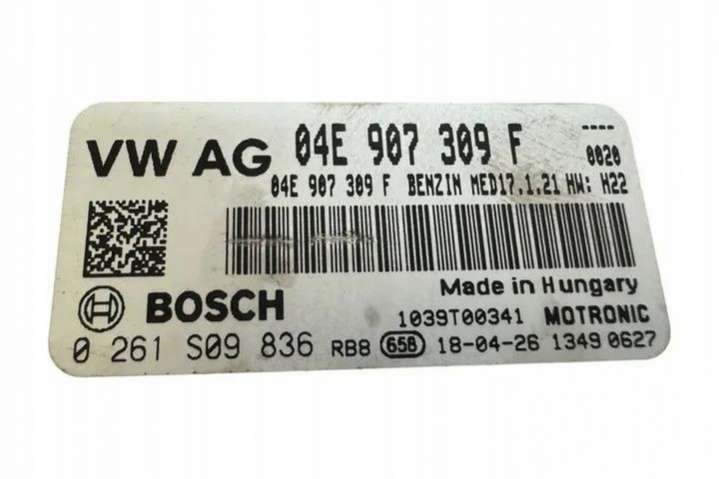 VW AG 04E 907 309 F ----
0020
04E 907 309 F BENZIN MED17.1.21 HW: H22
Made in Hungary
BOSCH 1039T00341 MOTRONIC
0 261 S09 836 RB8 658 18-04-26 1349 0627